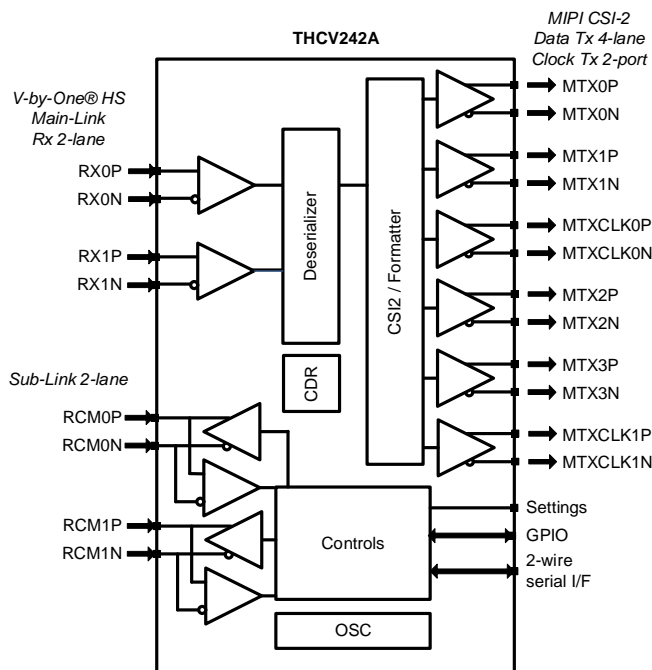 MIPI CSI-2
Data Tx 4-lane
Clock Tx 2-port
THCV242A
V-by-One® HS
Main-Link
Rx 2-lane
RX0P
RX0N
RX1P
RX1N
Deserializer
CDR
CSI2 / Formatter
MTX0P
MTX0N
MTX1P
MTX1N
MTXCLK0P
MTXCLK0N
MTX2P
MTX2N
MTX3P
MTX3N
MTXCLK1P
MTXCLK1N
Sub-Link 2-lane
RCM0P
RCM0N
RCM1P
RCM1N
Controls
OSC
Settings
GPIO
2-wire
serial I/F